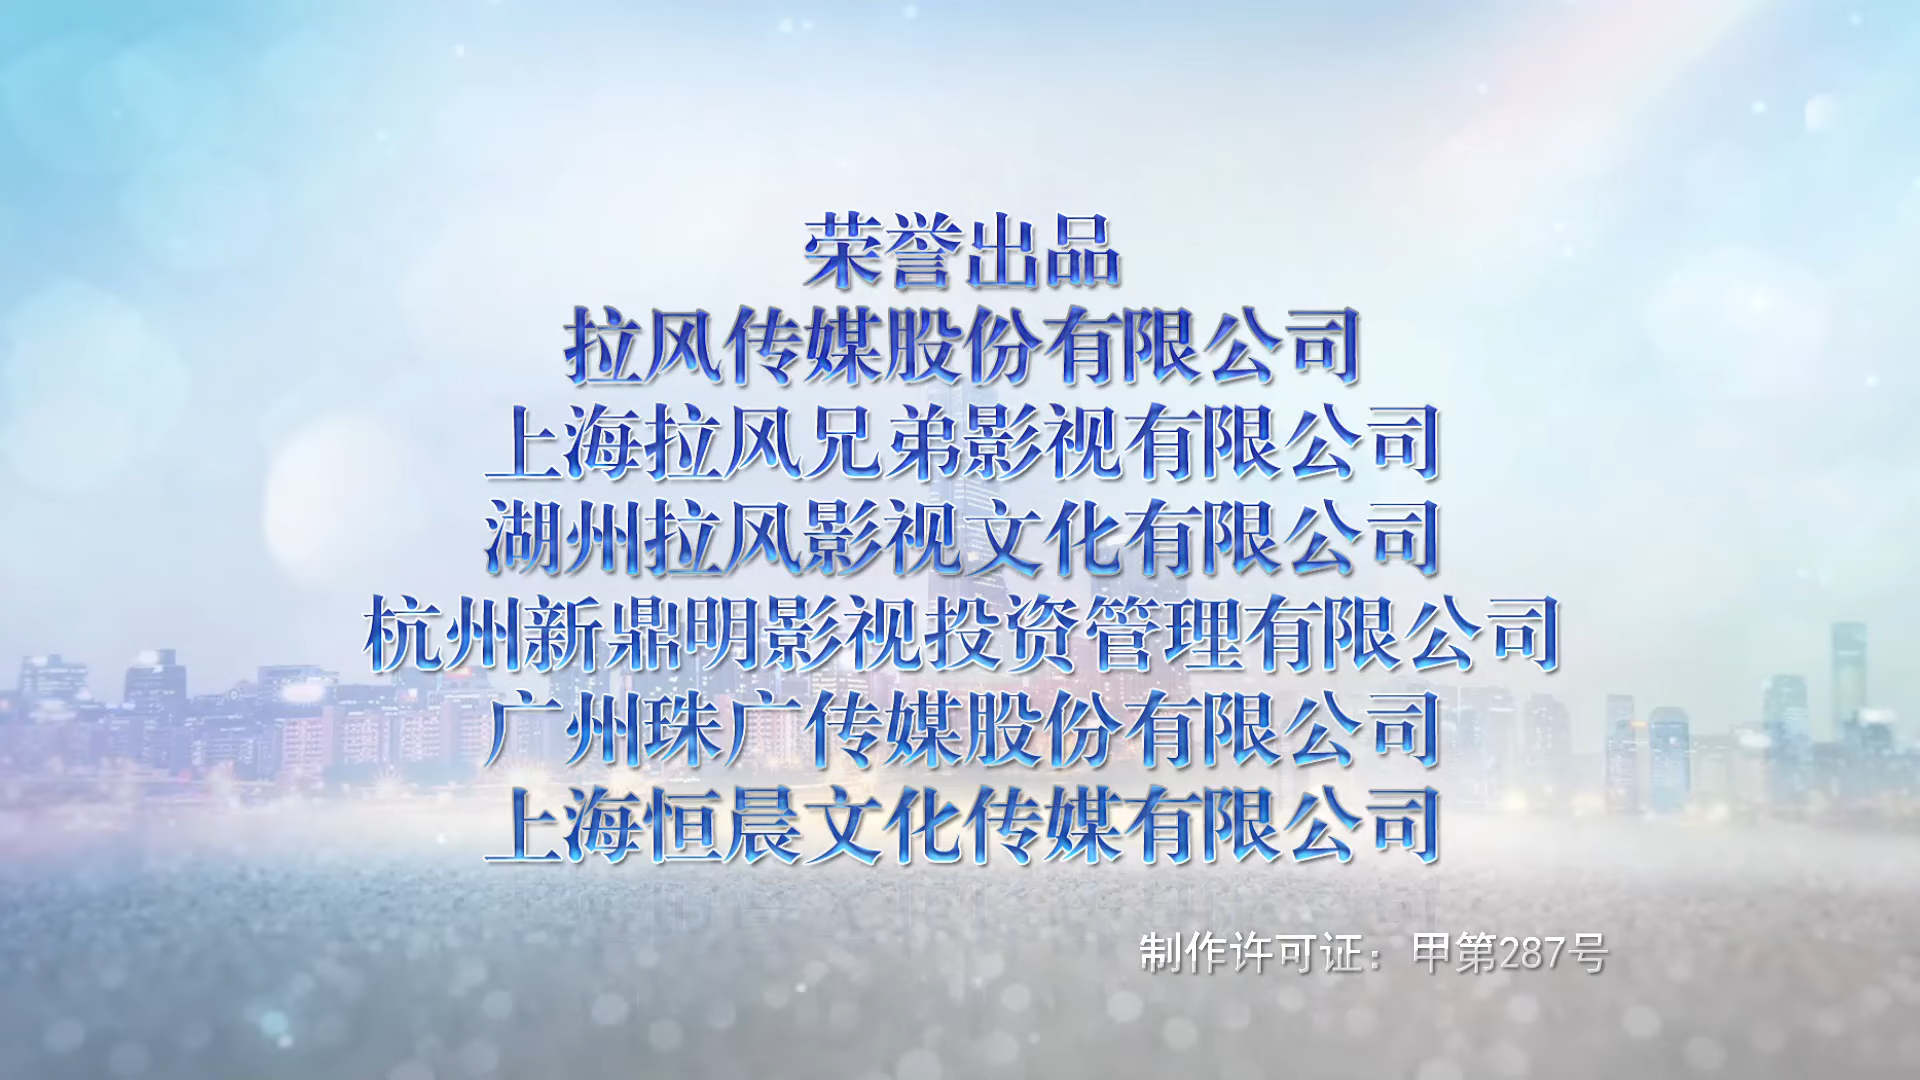 荣誉出品
拉风传媒股份有限公司
上海拉风兄弟影视有限公司
湖州拉风影视文化有限公司
杭州新鼎明影视投资管理有限公司
广州珠广传媒股份有限公司
上海恒晨文化传媒有限公司
制作许可证：甲第287号